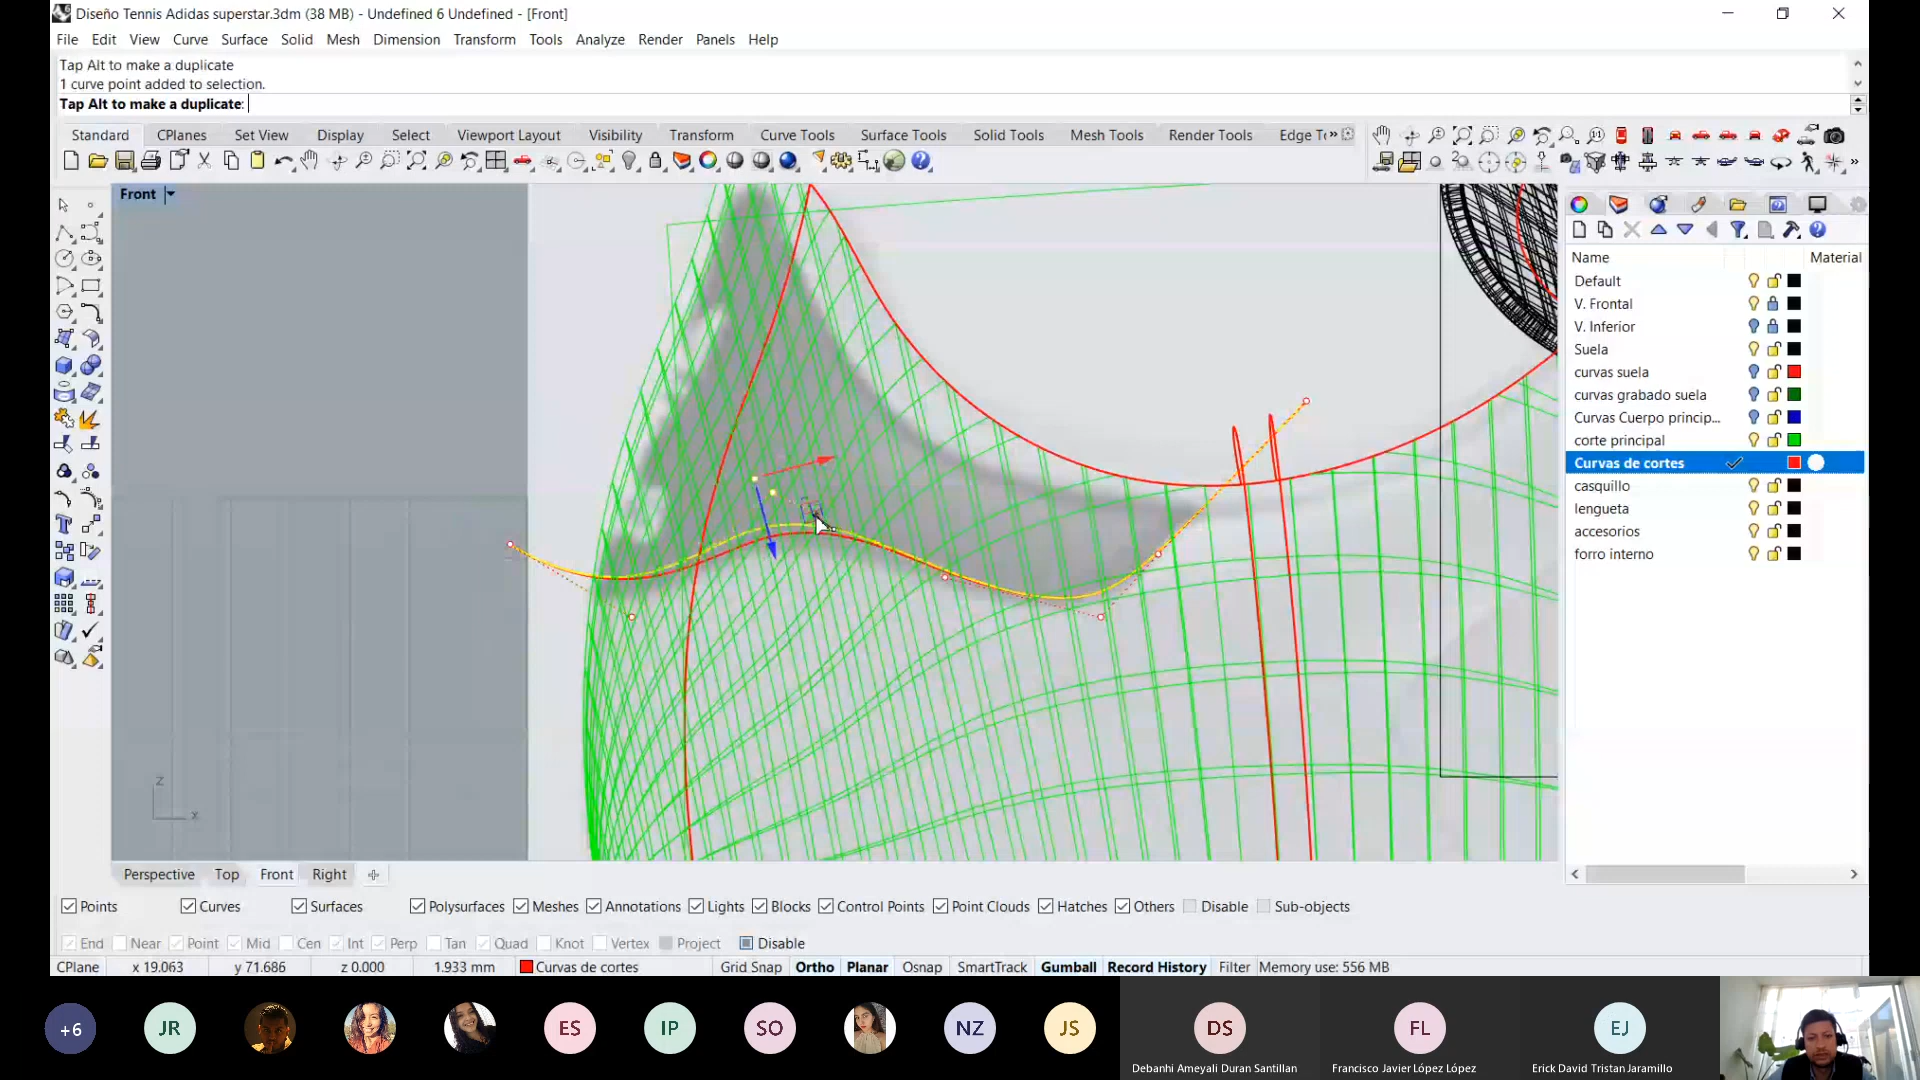 Diseño Tennis Adidas superstar.3dm (38 MB) - Undefined 6 Undefined - [Front]
File Edit View Curve Surface Solid Mesh Dimension Transform Tools Analyze Render Panels Help
Tap Alt to make a duplicate
1 curve point added to selection.
Tap Alt to make a duplicate:
Standard CPlanes Set View Display Select Viewport Layout Visibility Transform Curve Tools Surface Tools Solid Tools Mesh Tools Render Tools Edge To
Front
Name Material
Default
V. Frontal
V. Inferior
Suela
curvas suela
curvas grabado suela
Curvas Cuerpo princip...
corte principal
Curvas de cortes
casquillo
lengueta
accesorios
forro interno
z
x
Perspective Top Front Right
Points Curves Surfaces Polysurfaces Meshes Annotations Lights Blocks Control Points Point Clouds Hatches Others Disable Sub-objects
End Near Point Mid Cen Int Perp Tan Quad Knot Vertex Project Disable
CPlane x 19.063 y 71.686 z 0.000 1.933 mm Curvas de cortes Grid Snap Ortho Planar Osnap SmartTrack Gumball Record History Filter Memory use: 556 MB
+6 JR ES IP SO NZ JS DS FL EJ
Debanhi Ameyali Duran Santillan Francisco Javier López López Erick David Tristan Jaramillo